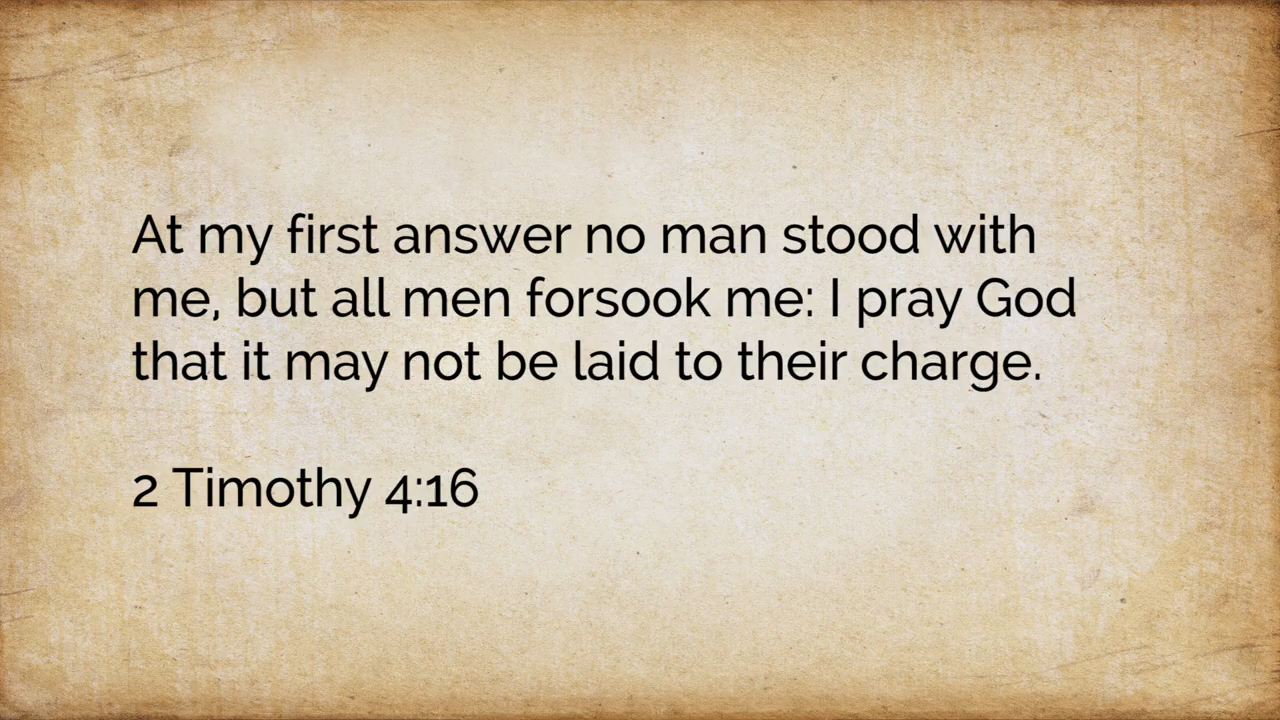 At my first answer no man stood with
me, but all men forsook me: I pray God
that it may not be laid to their charge.
2 Timothy 4:16